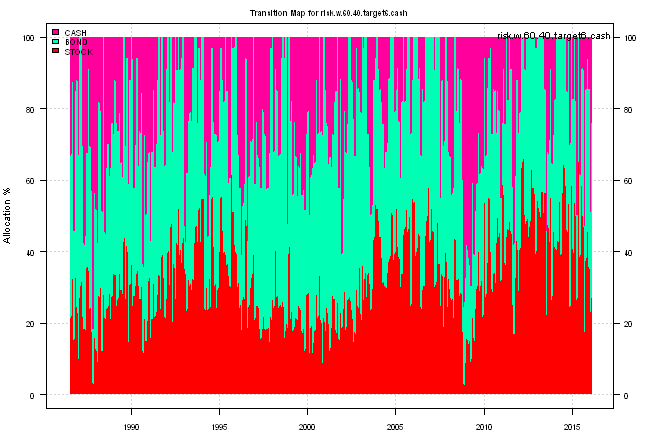 Transition Map for risk.w.60.40.target6.cash
risk.w.60.40.target6.cash
CASH
BOND
STOCK
100
80
60
40
20
0
100
80
60
40
20
0
Allocation %
1990 1995 2000 2005 2010 2015